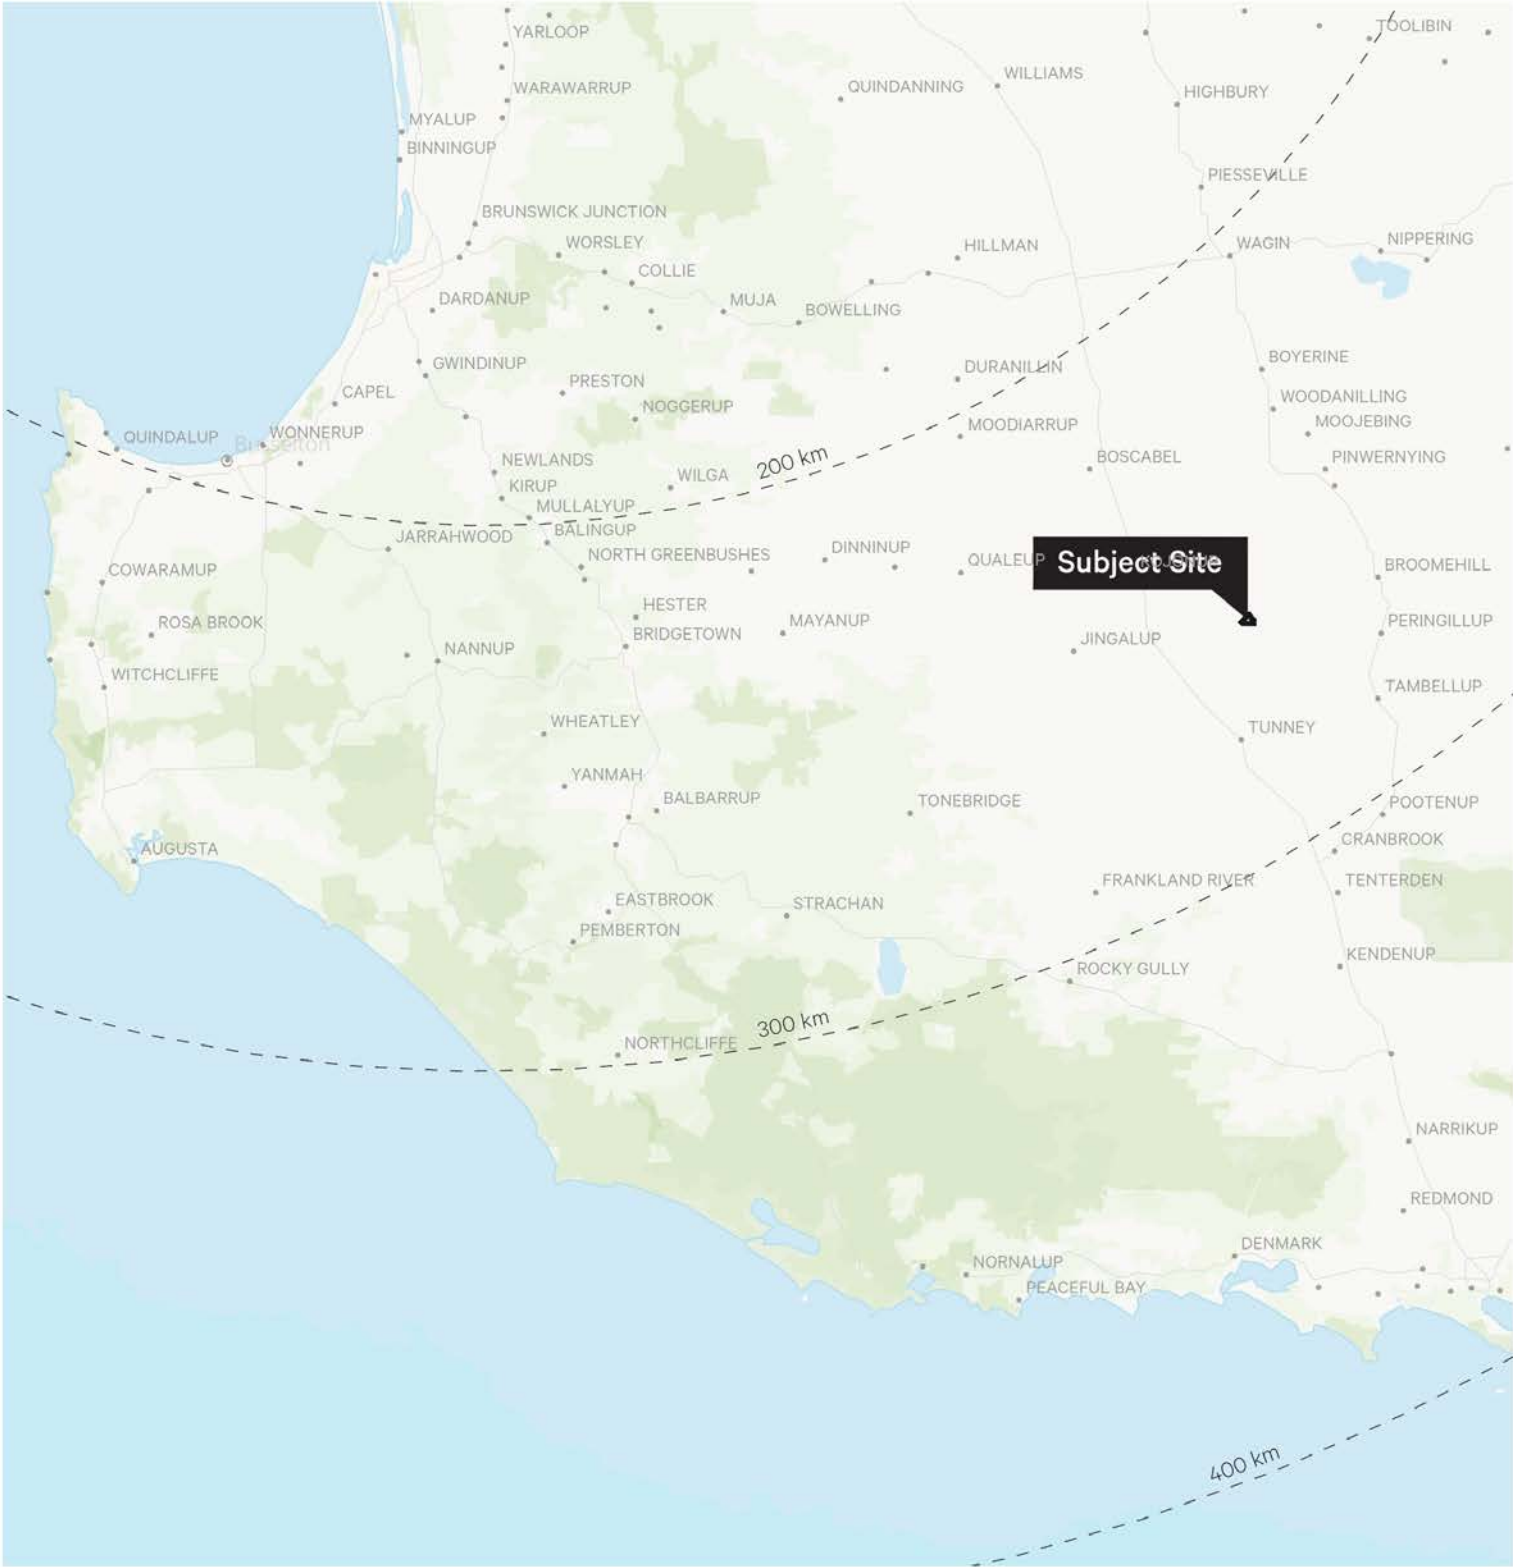 TOOLIBIN
YARLOOP
WILLIAMS
QUINDANNING
WARAWARRUP
HIGHBURY
MYALUP
BINNINGUP
PIESSEVILLE
BRUNSWICK JUNCTION
WORSLEY
HILLMAN
WAGIN
NIPPERING
COLLIE
DARDANUP
MUJA
BOWELLING
GWINDINUP
DURANILLIN
BOYERINE
CAPEL
PRESTON
WOODANILLING
NOGGERUP
MOODIARRUP
MOOJEBING
QUINDALUP
WONNERUP
Busselton
NEWLANDS
200 km
BOSCABEL
PINWERNYING
KIRUP
WILGA
MULLALYUP
JARRAHWOOD
BALINGUP
NORTH GREENBUSHES
DINNINUP
QUALEUP
Subject Site
KOJONUP
BROOMEHILL
COWARAMUP
HESTER
ROSA BROOK
MAYANUP
PERINGILLUP
BRIDGETOWN
JINGALUP
NANNUP
WITCHCLIFFE
TAMBELLUP
WHEATLEY
TUNNEY
YANMAH
BALBARRUP
TONEBRIDGE
POOTENUP
AUGUSTA
CRANBROOK
FRANKLAND RIVER
TENTERDEN
EASTBROOK
STRACHAN
PEMBERTON
KENDENUP
ROCKY GULLY
300 km
NORTHCLIFFE
NARRIKUP
REDMOND
DENMARK
NORNALUP
PEACEFUL BAY
400 km